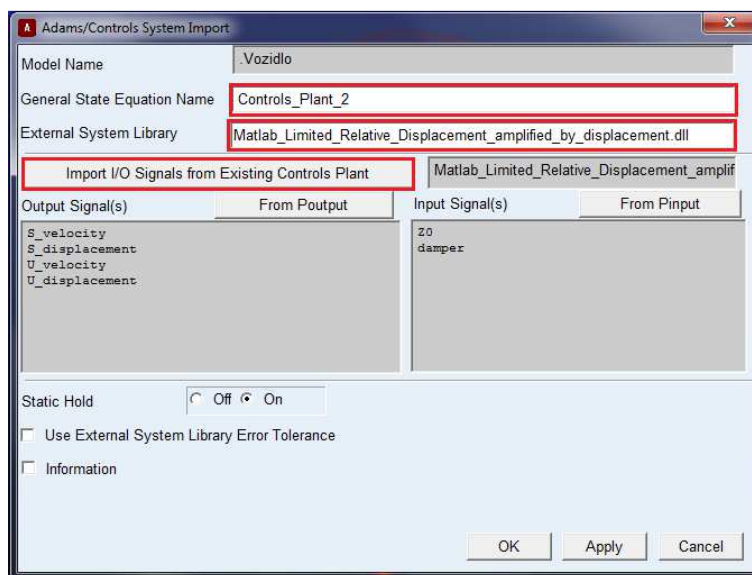 Adams/Controls System Import
x
Model Name .Vozidlo
General State Equation Name Controls_Plant_2
External System Library Matlab_Limited_Relative_Displacement_amplified_by_displacement.dll
Import I/O Signals from Existing Controls Plant Matlab_Limited_Relative_Displacement_amplif
Output Signal(s) From Poutput Input Signal(s) From Pinput
S_velocity
S_displacement
U_velocity
U_displacement
Z0
damper
Static Hold Off On
Use External System Library Error Tolerance
Information
OK Apply Cancel